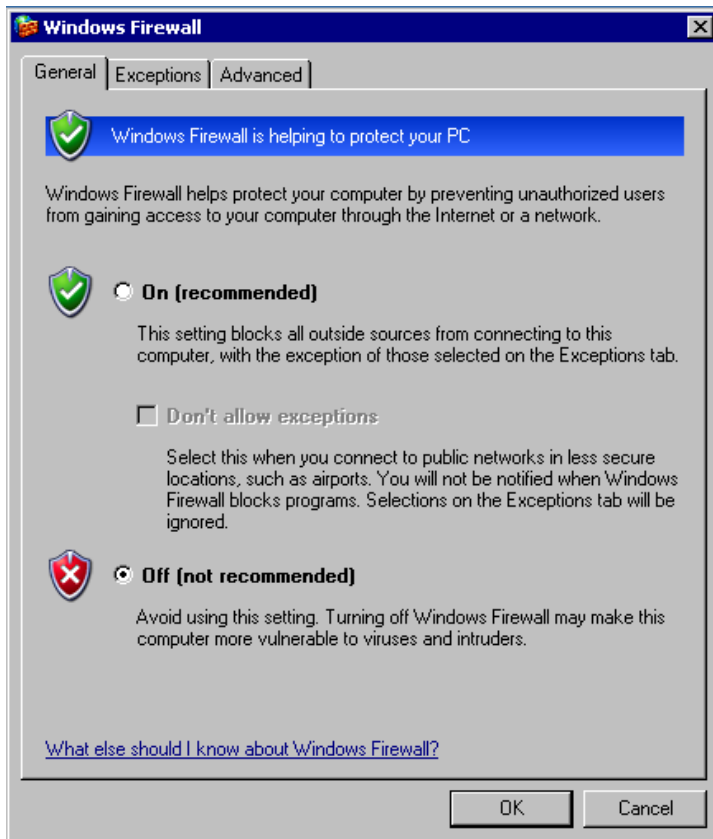 Windows Firewall
General
Exceptions
Advanced
Windows Firewall is helping to protect your PC
Windows Firewall helps protect your computer by preventing unauthorized users
from gaining access to your computer through the Internet or a network.
On (recommended)
This setting blocks all outside sources from connecting to this
computer, with the exception of those selected on the Exceptions tab.
Don't allow exceptions
Select this when you connect to public networks in less secure
locations, such as airports. You will not be notified when Windows
Firewall blocks programs. Selections on the Exceptions tab will be
ignored.
Off (not recommended)
Avoid using this setting. Turning off Windows Firewall may make this
computer more vulnerable to viruses and intruders.
What else should I know about Windows Firewall?
OK
Cancel